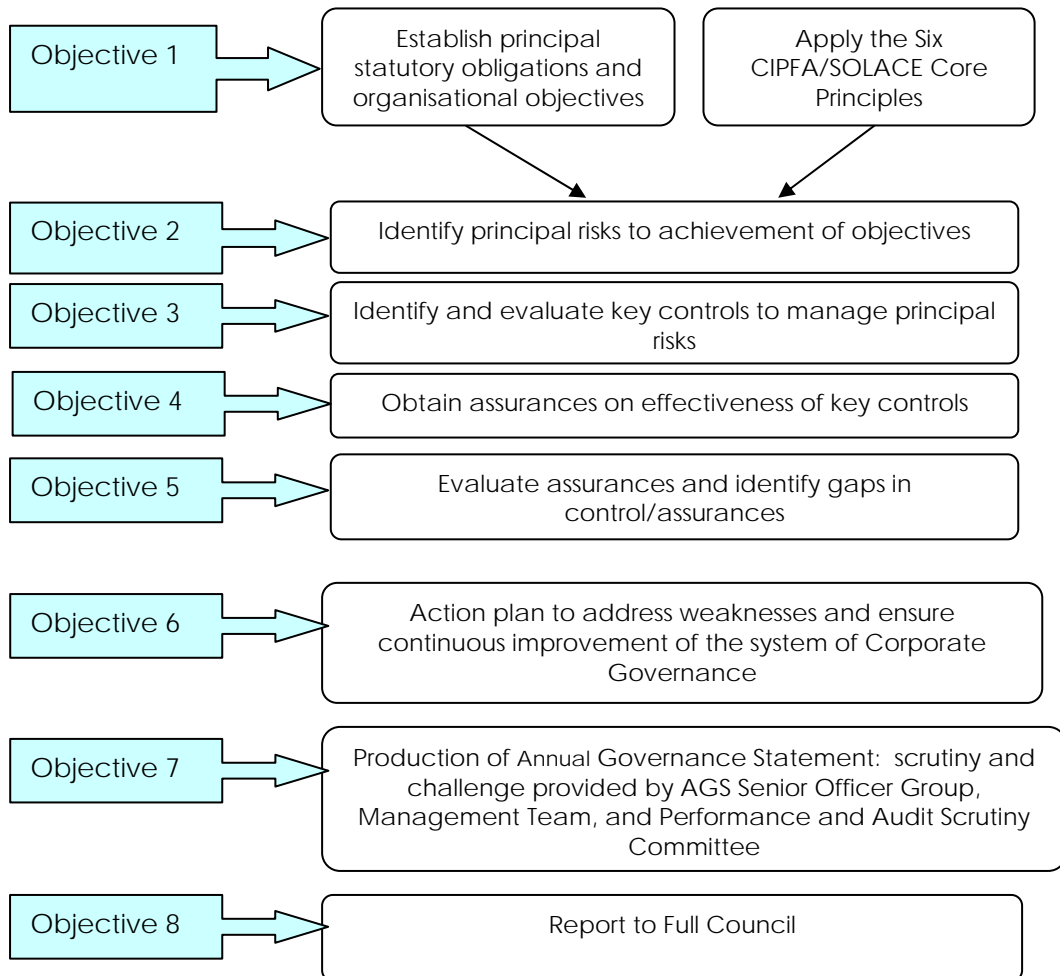 Objective 1
Establish principal
statutory obligations and
organisational objectives
Apply the Six
CIPFA/SOLACE Core
Principles
Objective 2
Identify principal risks to achievement of objectives
Objective 3
Identify and evaluate key controls to manage principal
risks
Objective 4
Obtain assurances on effectiveness of key controls
Objective 5
Evaluate assurances and identify gaps in
control/assurances
Objective 6
Action plan to address weaknesses and ensure
continuous improvement of the system of Corporate
Governance
Objective 7
Production of Annual Governance Statement: scrutiny and
challenge provided by AGS Senior Officer Group,
Management Team, and Performance and Audit Scrutiny
Committee
Objective 8
Report to Full Council